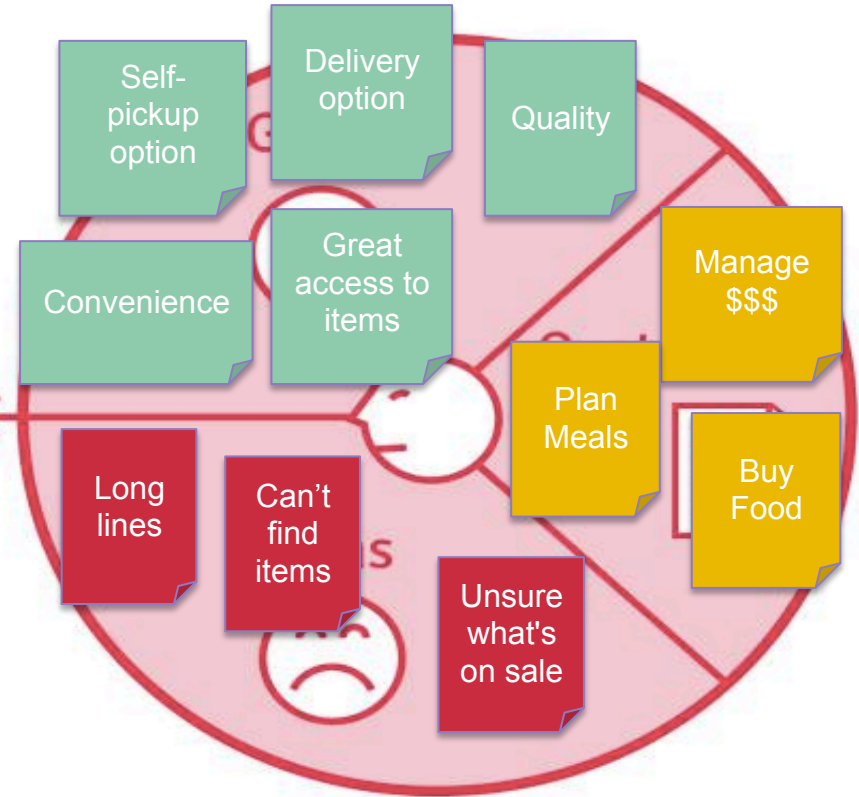 Self-
pickup
option
Delivery
option
Quality
Convenience
Great
access to
items
Manage
$$$
Plan
Meals
Buy
Food
Long
lines
Can’t
find
items
Unsure
what's
on sale